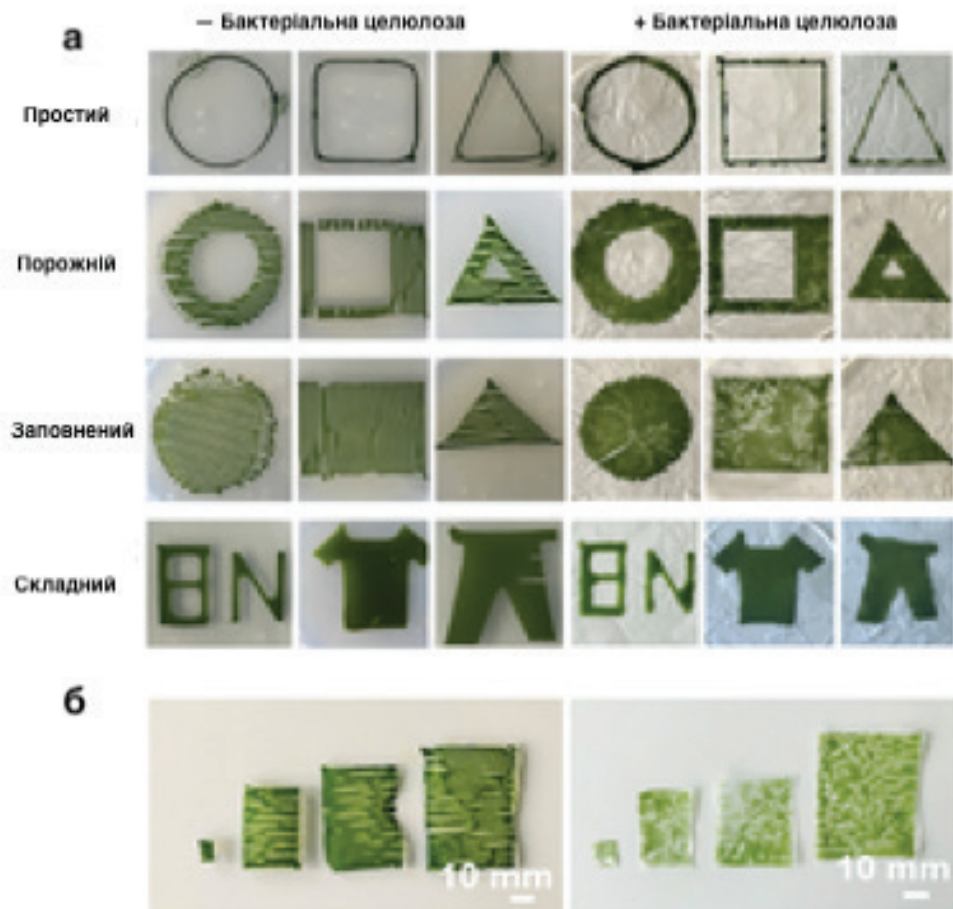 а
– Бактеріальна целюлоза
+ Бактеріальна целюлоза
Простий
Порожній
Заповнений
Складний
б
10 mm
10 mm